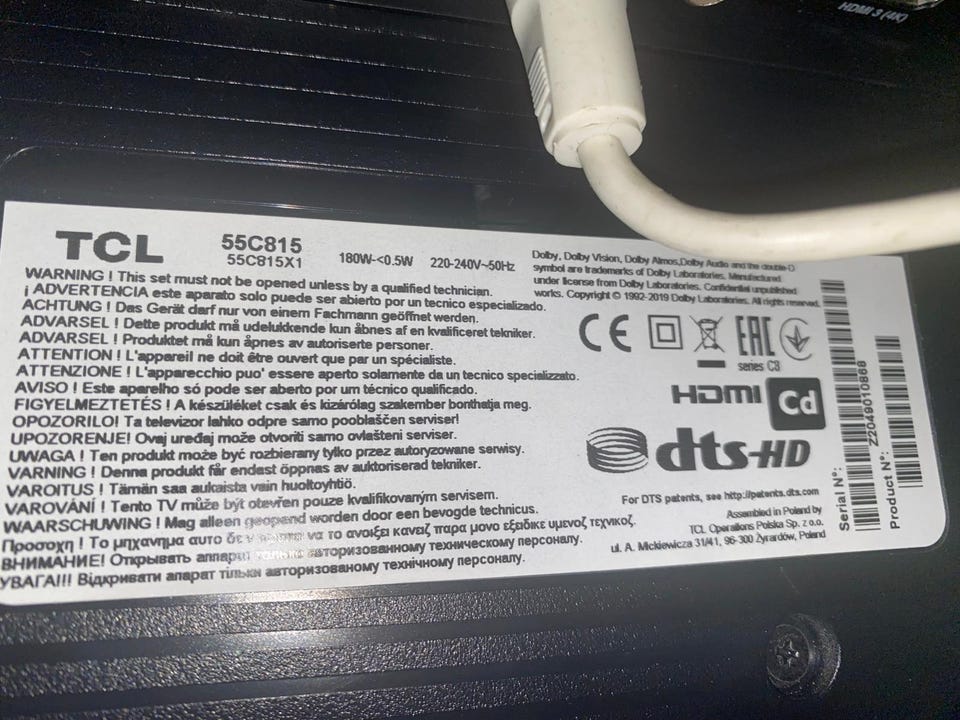 HDMI 3 (4K)
TCL
55C815
55C815X1
180W-<0.5W
220-240V~50Hz
WARNING ! This set must not be opened unless by a qualified technician.
¡ ADVERTENCIA este aparato solo puede ser abierto por un tecnico especializado.
ACHTUNG ! Das Gerät darf nur von einem Fachmann geöffnet werden.
ADVARSEL ! Dette produkt må udelukkende kun åbnes af en kvalificeret tekniker.
ADVARSEL ! Produktet må kun åpnes av autoriserte personer.
ATTENTION ! L'appareil ne doit être ouvert que par un spécialiste.
ATTENZIONE ! L'apparecchio puo' essere aperto solamente da un tecnico specializzato.
AVISO ! Este aparelho só pode ser aberto por um técnico qualificado.
FIGYELMEZTETÉS ! A készüléket csak és kizárólag szakember bonthatja meg.
OPOZORILO! Ta televizor lahko odpre samo pooblaščen serviser!
UPOZORENJE! Ovaj uređaj može otvoriti samo ovlašteni serviser.
UWAGA ! Ten produkt może być rozbierany tylko przez autoryzowane serwisy.
VARNING ! Denna produkt får endast öppnas av auktoriserad tekniker.
VAROITUS ! Tämän saa aukaista vain huoltoyhtiö.
VAROVÁNÍ ! Tento TV může být otevřen pouze kvalifikovaným servisem.
WAARSCHUWING ! Mag alleen geopend worden door een bevoegde technicus.
Προσοχη ! Το μηχανημα αυτο δεν να το ανοιξει κανεiς παρα μονο εξειδικε υμενος τεχνικος.
ВНИМАНИЕ! Открывать аппарат только авторизованному техническому персоналу.
УВАГА!!! Відкривати апарат тільки авторизованому технічному персоналу.
Dolby, Dolby Vision, Dolby Atmos,Dolby Audio and the double-D
symbol are trademarks of Dolby Laboratories. Manufactured
under license from Dolby Laboratories. Confidential unpublished
works. Copyright © 1992-2019 Dolby Laboratories. All rights reserved.
CE
EAC
series C8
HDMI
Cd
dts-HD
For DTS patents, see http://patents.dts.com
Assembled in Poland by
TCL Operations Polska Sp. z o.o.
ul. A. Mickiewicza 31/41, 96-300 Żyrardów, Poland
Serial N°:
Z2049010868
Product N°: